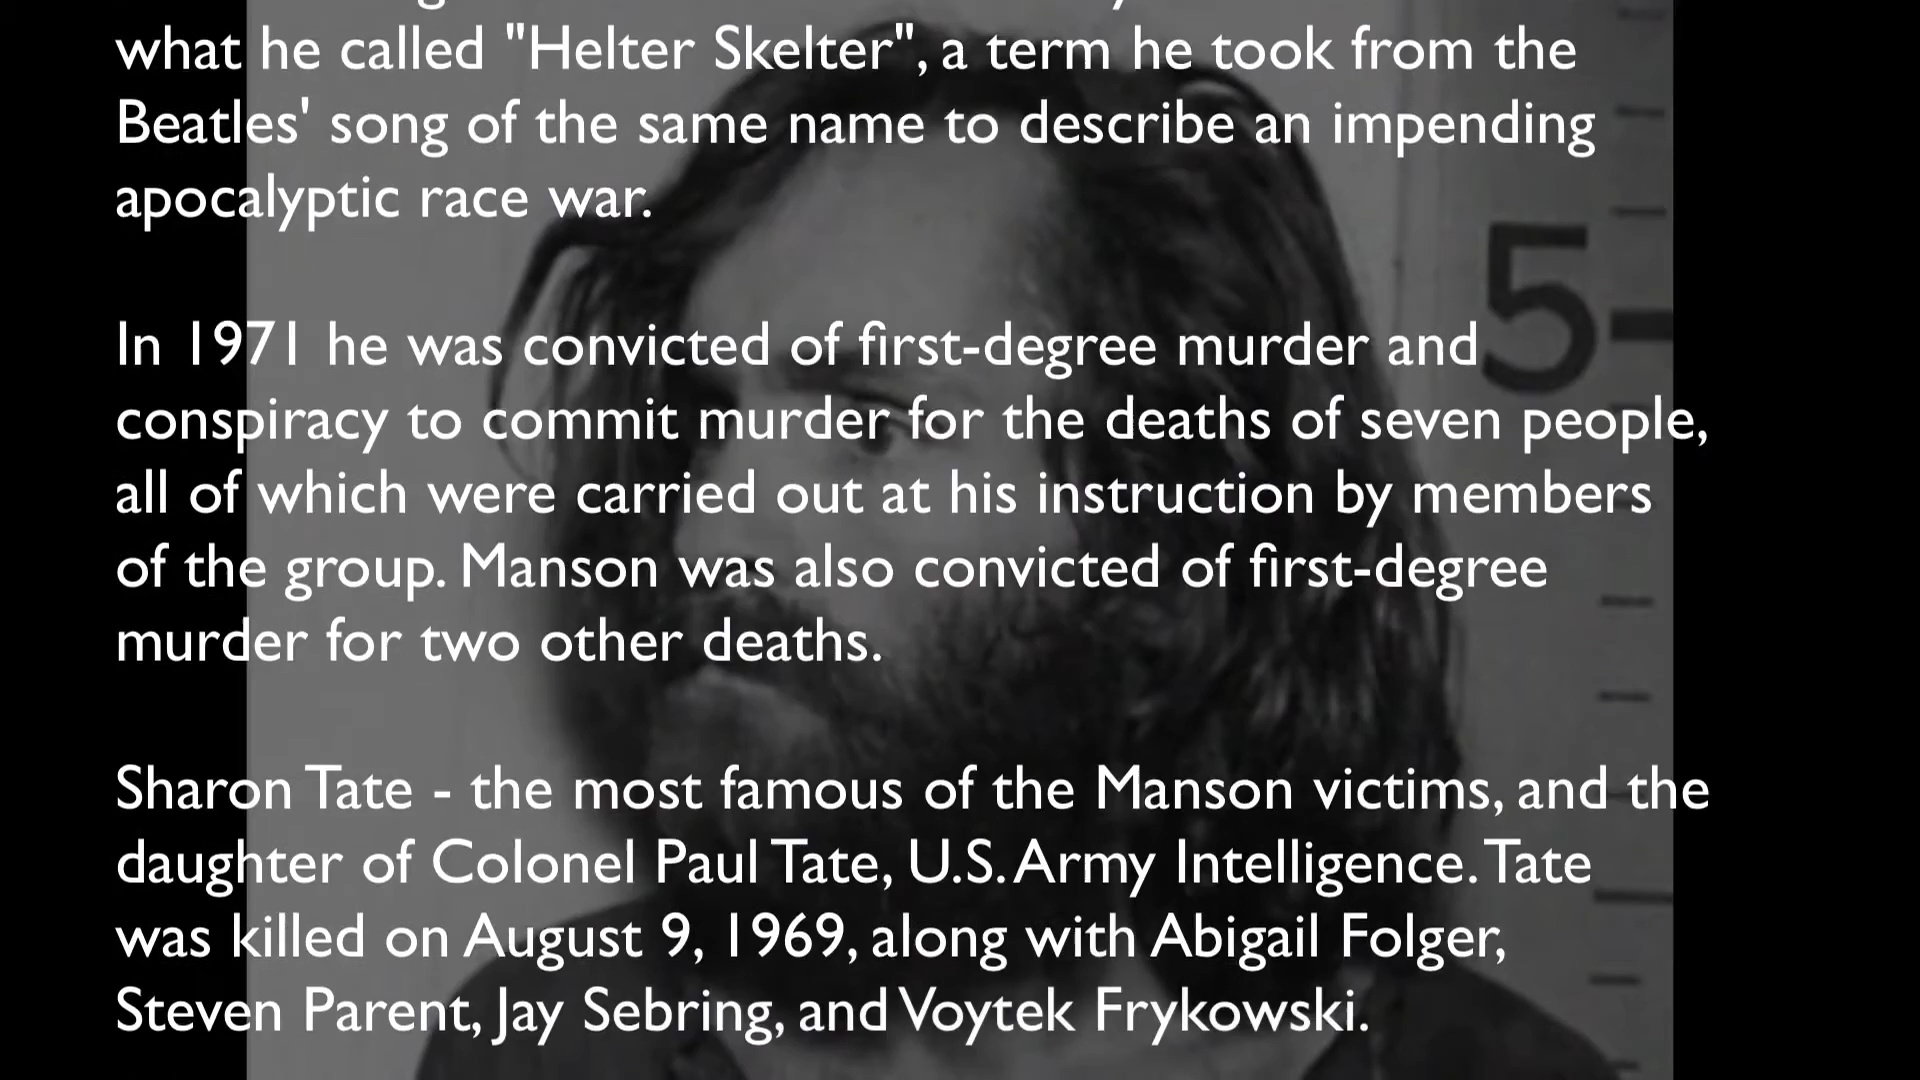 what he called "Helter Skelter", a term he took from the
Beatles' song of the same name to describe an impending
apocalyptic race war.
In 1971 he was convicted of first-degree murder and
conspiracy to commit murder for the deaths of seven people,
all of which were carried out at his instruction by members
of the group. Manson was also convicted of first-degree
murder for two other deaths.
Sharon Tate - the most famous of the Manson victims, and the
daughter of Colonel Paul Tate, U.S. Army Intelligence. Tate
was killed on August 9, 1969, along with Abigail Folger,
Steven Parent, Jay Sebring, and Voytek Frykowski.
5